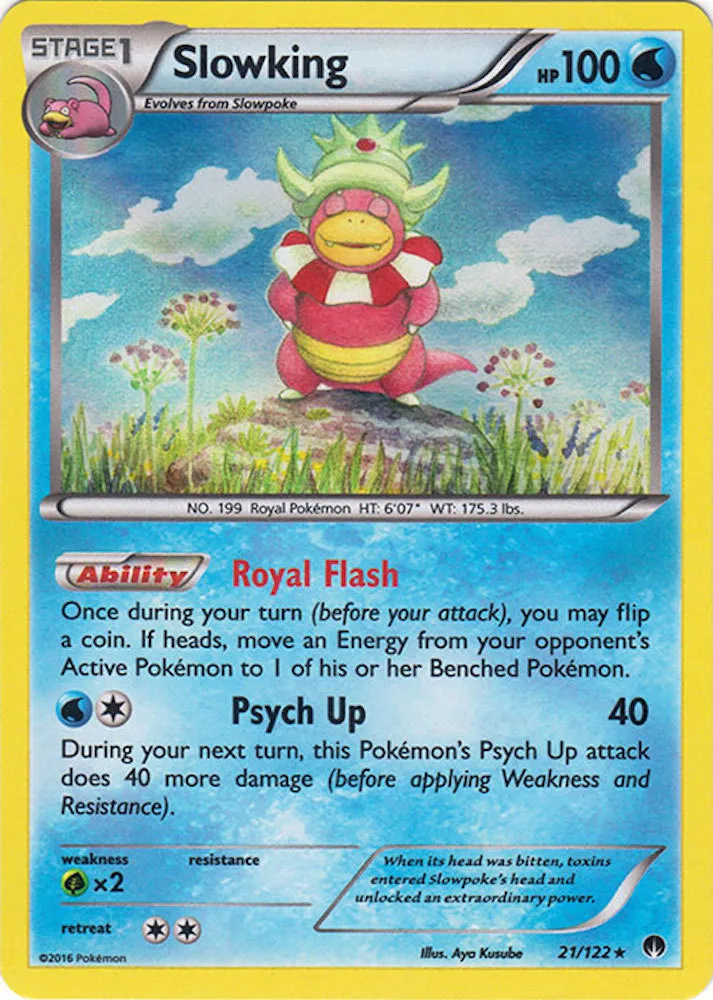 STAGE1
Slowking
HP100
Evolves from Slowpoke
NO. 199 Royal Pokémon HT: 6'07" WT: 175.3 lbs.
Ability Royal Flash
Once during your turn (before your attack), you may flip
a coin. If heads, move an Energy from your opponent's
Active Pokémon to 1 of his or her Benched Pokémon.
Psych Up 40
During your next turn, this Pokémon's Psych Up attack
does 40 more damage (before applying Weakness and
Resistance).
weakness resistance
×2
When its head was bitten, toxins
entered Slowpoke's head and
unlocked an extraordinary power.
retreat
©2016 Pokémon
Illus. Aya Kusube 21/122 ★